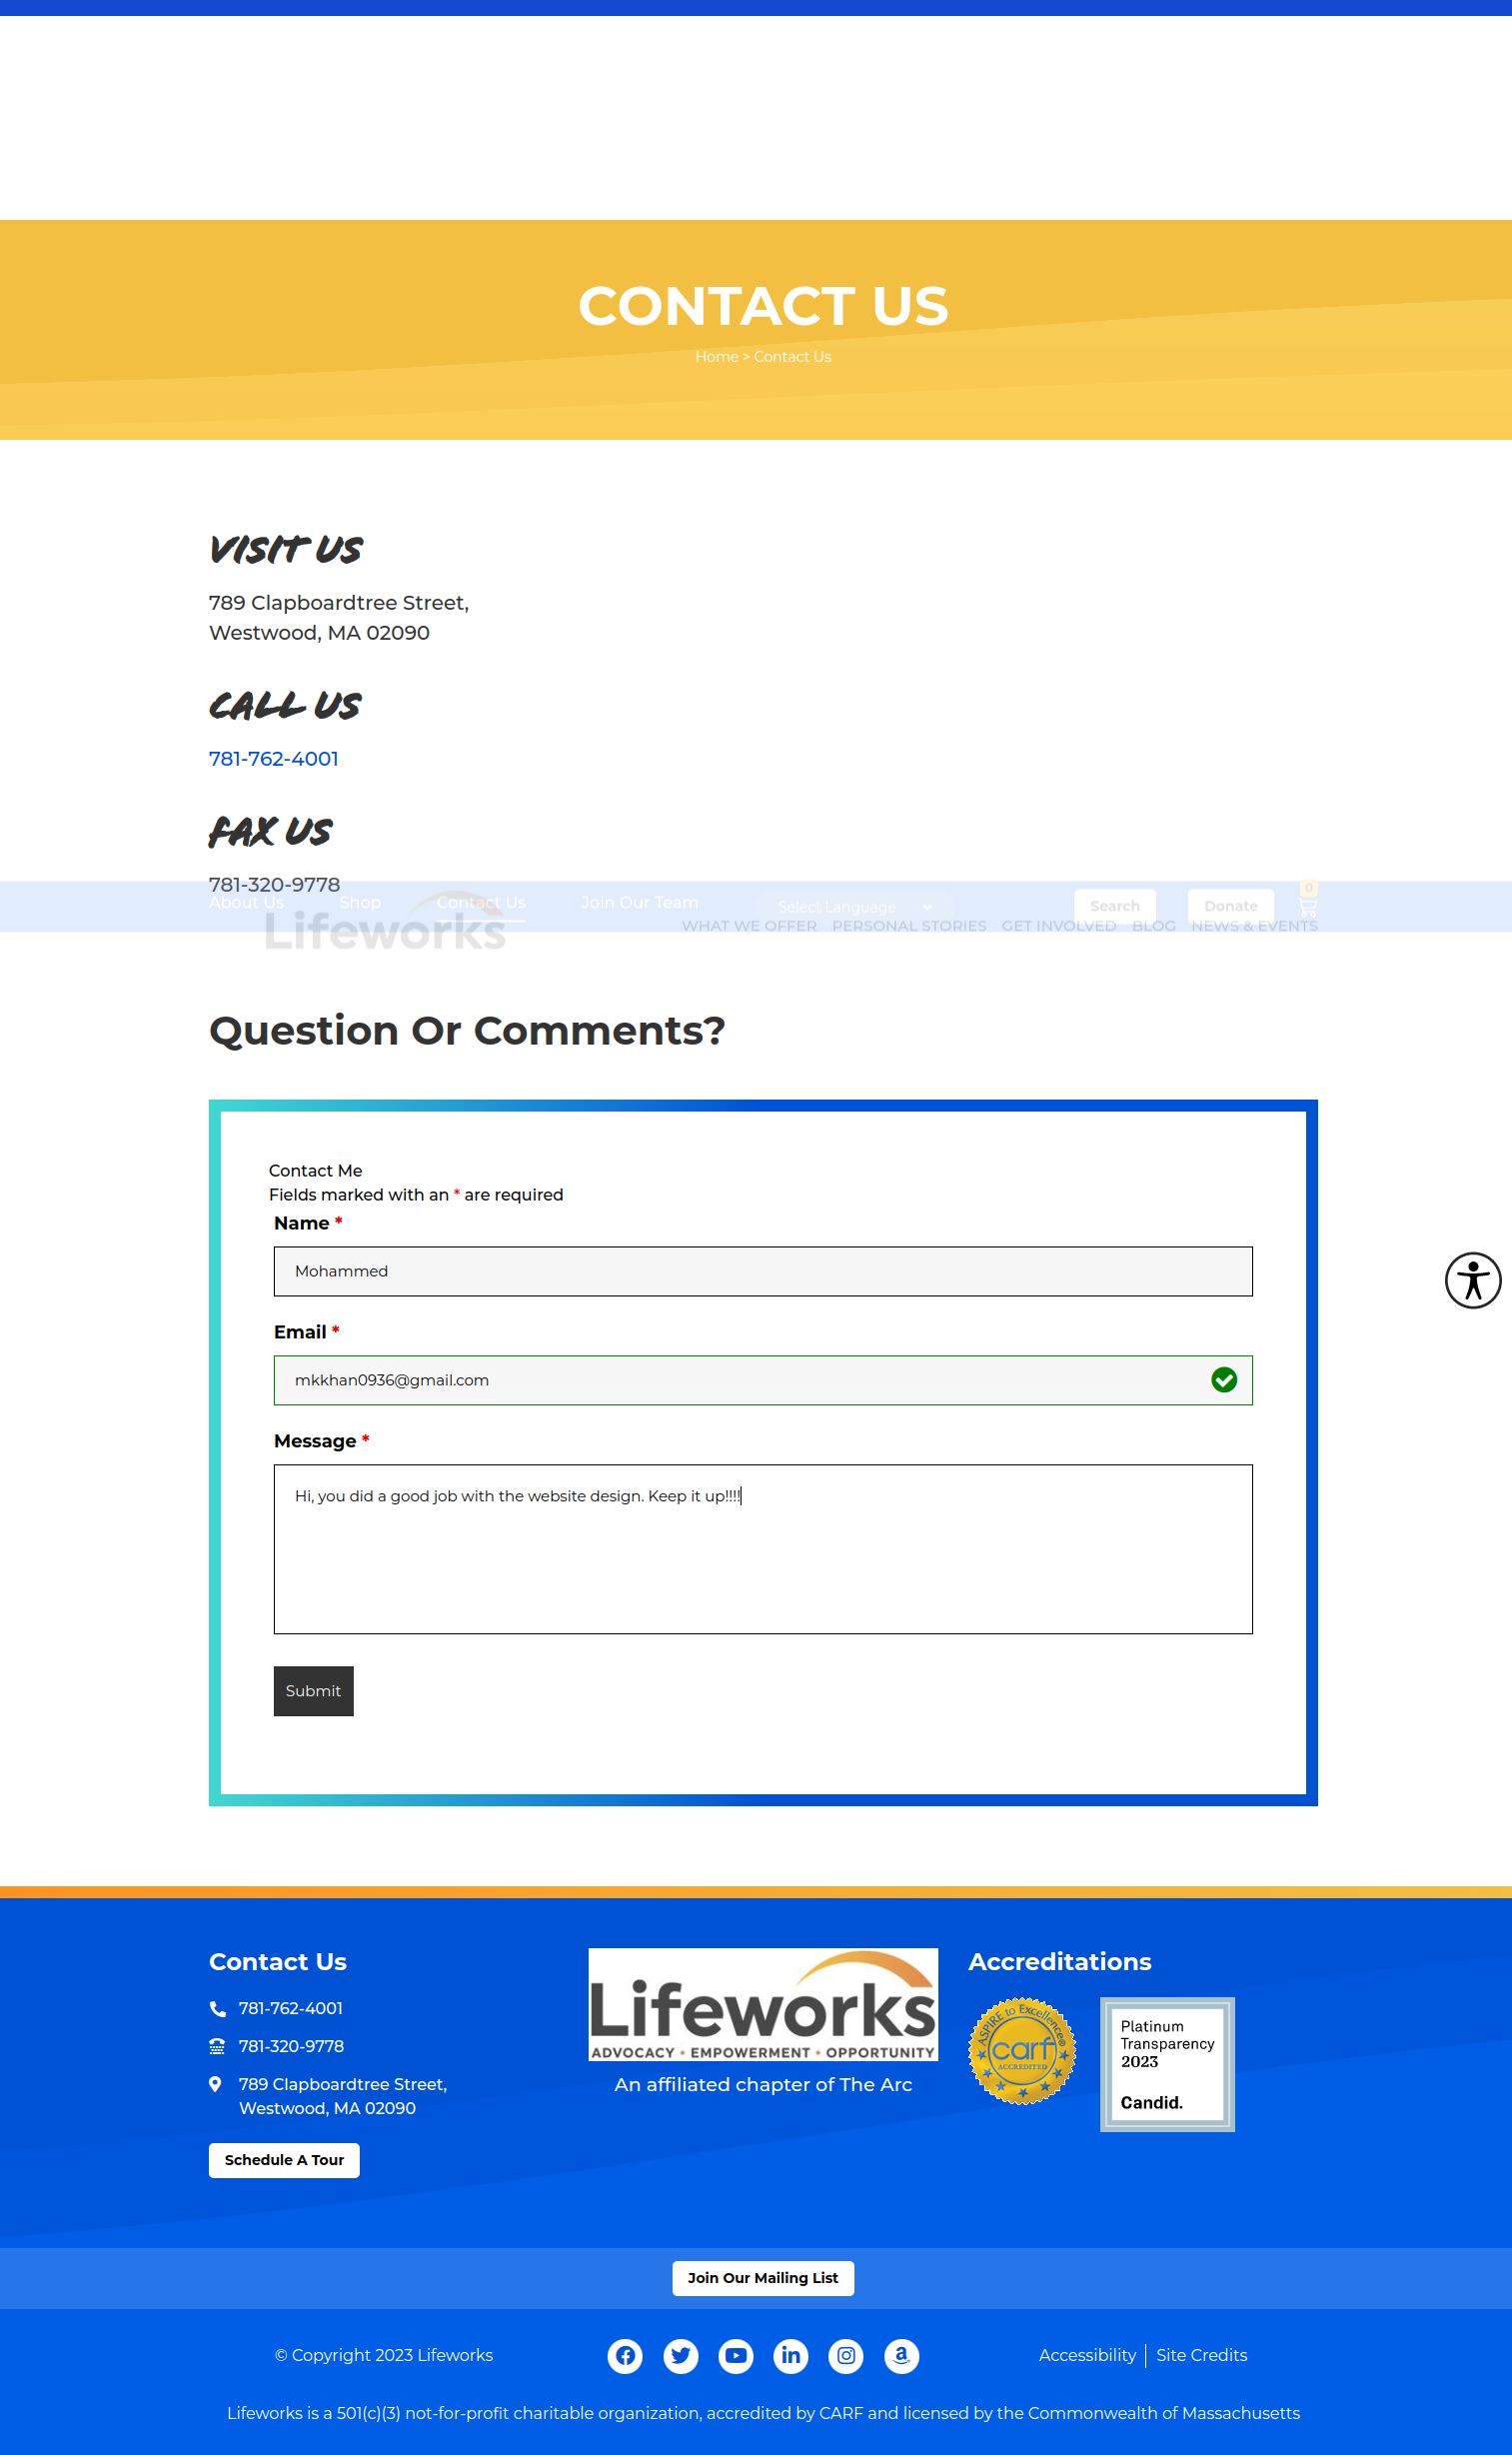 CONTACT US
Home > Contact Us
VISIT US
789 Clapboardtree Street,
Westwood, MA 02090
CALL US
781-762-4001
FAX US
781-320-9778
About Us
Shop
Contact Us
Join Our Team
Select Language
Search
Donate
0
Lifeworks
WHAT WE OFFER
PERSONAL STORIES
GET INVOLVED
BLOG
NEWS & EVENTS
Question Or Comments?
Contact Me
Fields marked with an * are required
Name *
Mohammed
Email *
mkkhan0936@gmail.com
Message *
Hi, you did a good job with the website design. Keep it up!!!!
Submit
Contact Us
781-762-4001
781-320-9778
789 Clapboardtree Street,
Westwood, MA 02090
Schedule A Tour
Lifeworks
ADVOCACY • EMPOWERMENT • OPPORTUNITY
An affiliated chapter of The Arc
Accreditations
ASPIRE to Excellence®
carf
ACCREDITED
Platinum
Transparency
2023
Candid.
Join Our Mailing List
© Copyright 2023 Lifeworks
Accessibility
Site Credits
Lifeworks is a 501(c)(3) not-for-profit charitable organization, accredited by CARF and licensed by the Commonwealth of Massachusetts